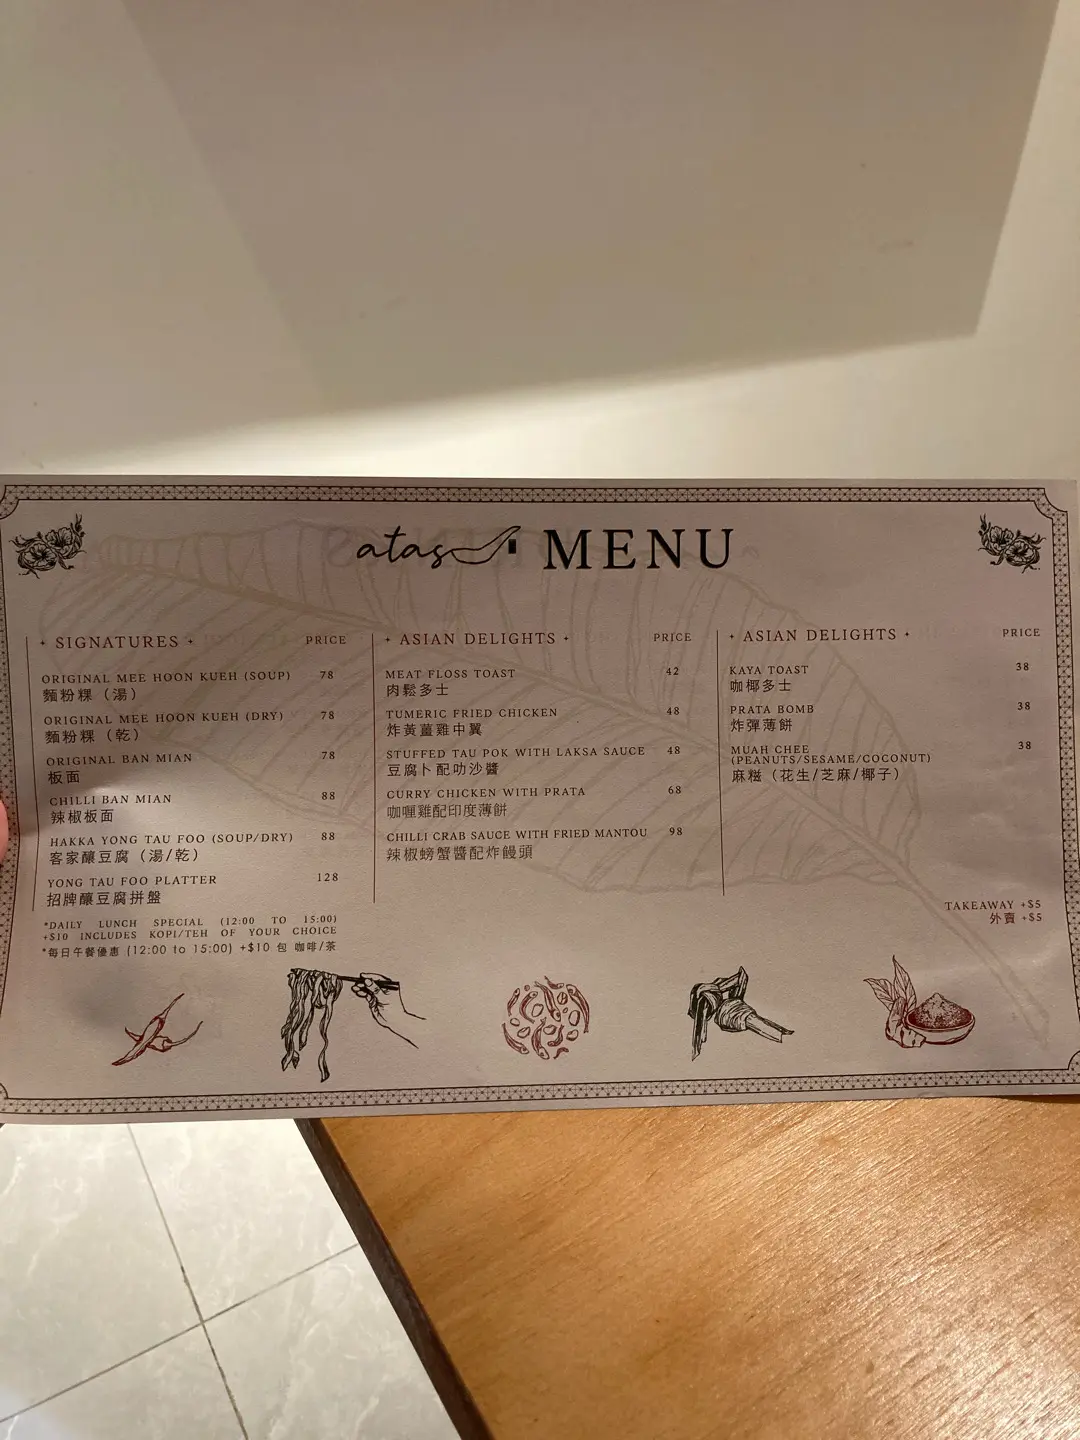 atas MENU
SIGNATURES PRICE
ORIGINAL MEE HOON KUEH (SOUP) 78
麵粉粿（湯）
ORIGINAL MEE HOON KUEH (DRY) 78
麵粉粿（乾）
ORIGINAL BAN MIAN 78
板面
CHILLI BAN MIAN 88
辣椒板面
HAKKA YONG TAU FOO (SOUP/DRY) 88
客家釀豆腐（湯/乾）
YONG TAU FOO PLATTER 128
招牌釀豆腐拼盤
*DAILY LUNCH SPECIAL (12:00 TO 15:00)
+$10 INCLUDES KOPI/TEH OF YOUR CHOICE
*每日午餐優惠 (12:00 to 15:00) +$10 包 咖啡/茶
ASIAN DELIGHTS PRICE
MEAT FLOSS TOAST 42
肉鬆多士
TUMERIC FRIED CHICKEN 48
炸黃薑雞中翼
STUFFED TAU POK WITH LAKSA SAUCE 48
豆腐卜配叻沙醬
CURRY CHICKEN WITH PRATA 68
咖喱雞配印度薄餅
CHILLI CRAB SAUCE WITH FRIED MANTOU 98
辣椒螃蟹醬配炸饅頭
ASIAN DELIGHTS PRICE
KAYA TOAST 38
咖椰多士
PRATA BOMB 38
炸彈薄餅
MUAH CHEE 38
(PEANUTS/SESAME/COCONUT)
麻糍（花生/芝麻/椰子）
TAKEAWAY +$5
外賣 +$5